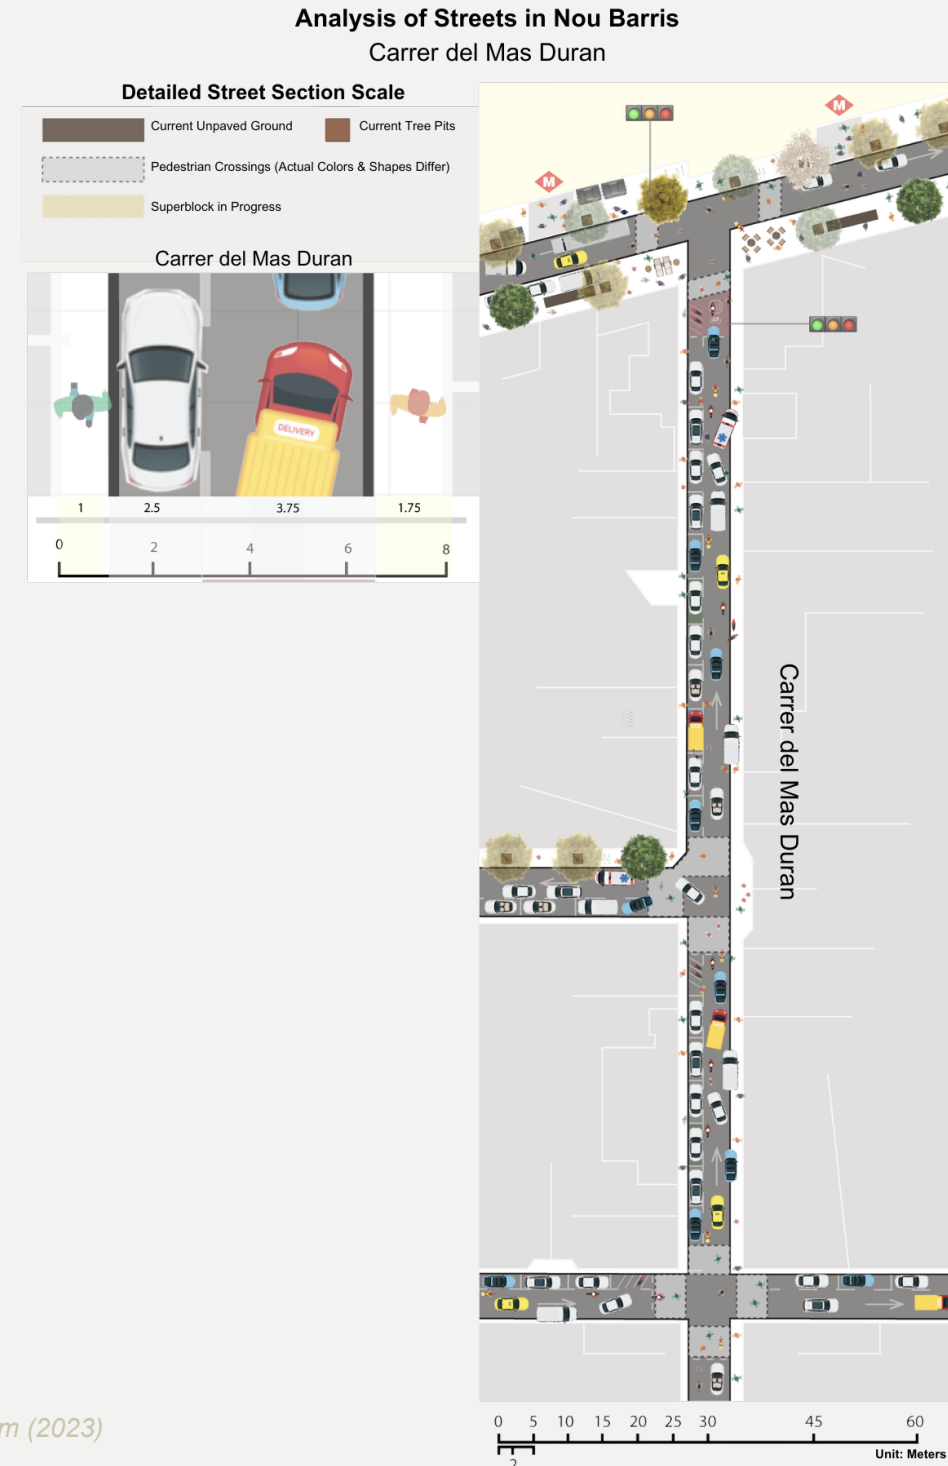 Analysis of Streets in Nou Barris
Carrer del Mas Duran
Detailed Street Section Scale
Current Unpaved Ground
Current Tree Pits
Pedestrian Crossings (Actual Colors & Shapes Differ)
Superblock in Progress
Carrer del Mas Duran
DELIVERY
1 2.5 3.75 1.75
0 2 4 6 8
M
M
Carrer del Mas Duran
m (2023)
0 5 10 15 20 25 30 45 60
2
Unit: Meters